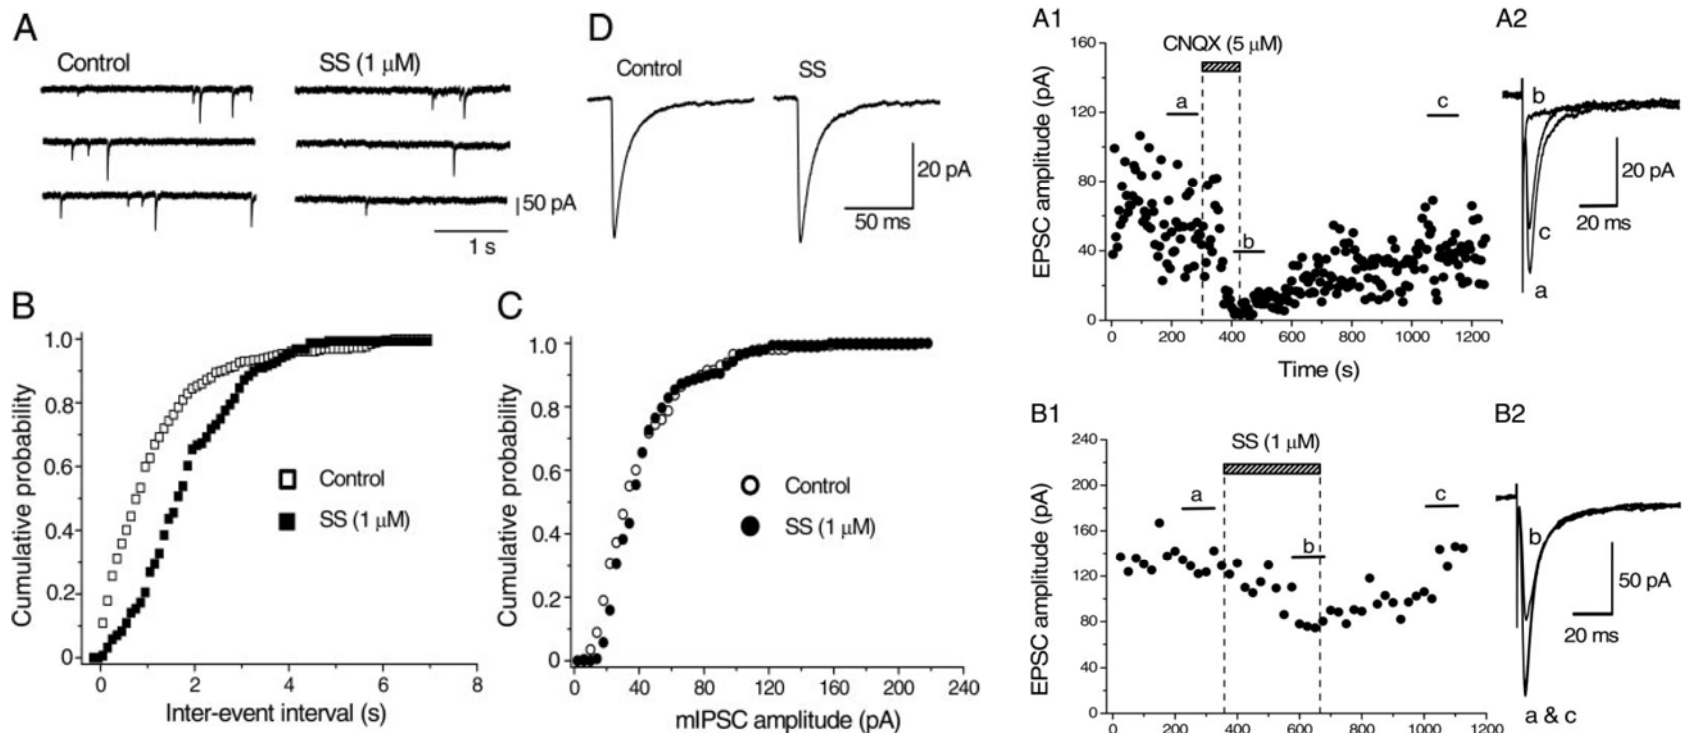 A
Control
SS (1 μM)
50 pA
1 s
D
Control
SS
20 pA
50 ms
B
1.0
0.8
0.6
0.4
0.2
0
Cumulative probability
Control
SS (1 μM)
0 2 4 6 8
Inter-event interval (s)
C
1.0
0.8
0.6
0.4
0.2
0
Cumulative probability
Control
SS (1 μM)
0 40 80 120 160 200 240
mIPSC amplitude (pA)
A1
160
120
80
40
0
EPSC amplitude (pA)
CNQX (5 μM)
a
b
c
0 200 400 600 800 1000 1200
Time (s)
A2
b
c
a
20 pA
20 ms
B1
240
200
160
120
80
40
0
EPSC amplitude (pA)
SS (1 μM)
a
b
c
0 200 400 600 800 1000 1200
B2
b
50 pA
20 ms
a & c